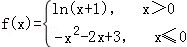 f(x)={ln(x+1), x>0
-x²-2x+3, x≤0